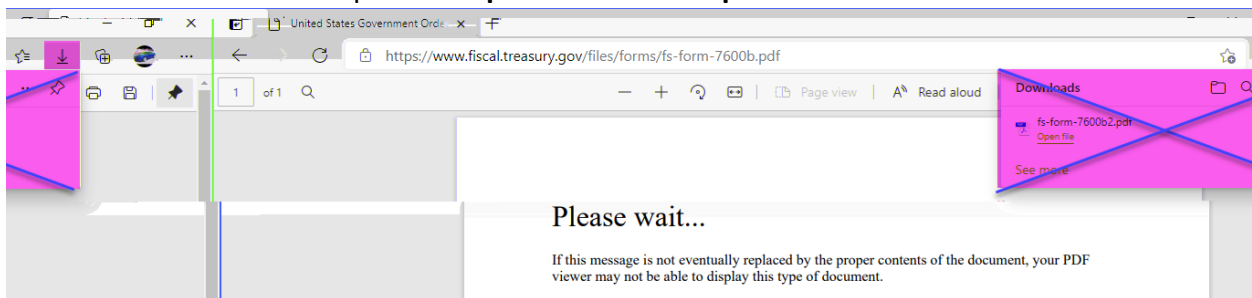 United States Government Orde
https://www.fiscal.treasury.gov/files/forms/fs-form-7600b.pdf
1 of 1 Page view Read aloud
Downloads
fs-form-7600b2.pdf
Open file
See more
Please wait...
If this message is not eventually replaced by the proper contents of the document, your PDF
viewer may not be able to display this type of document.